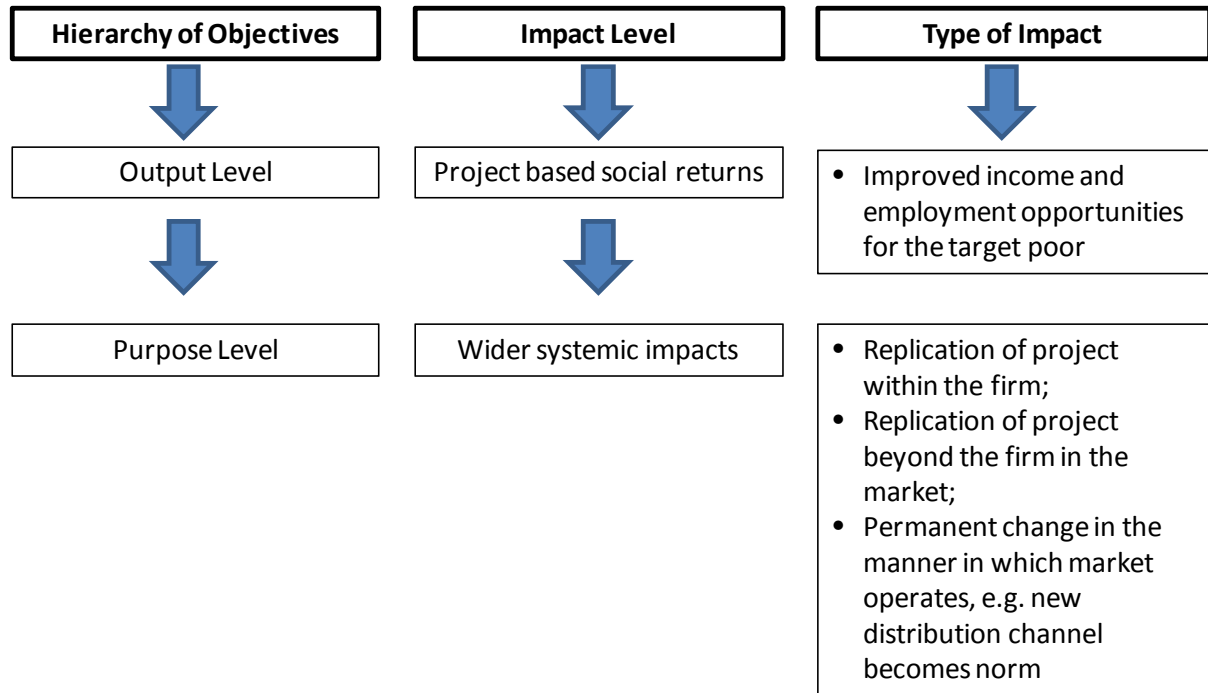 Hierarchy of Objectives
Impact Level
Type of Impact
Output Level
Project based social returns
• Improved income and
employment opportunities
for the target poor
Purpose Level
Wider systemic impacts
• Replication of project
within the firm;
• Replication of project
beyond the firm in the
market;
• Permanent change in the
manner in which market
operates, e.g. new
distribution channel
becomes norm